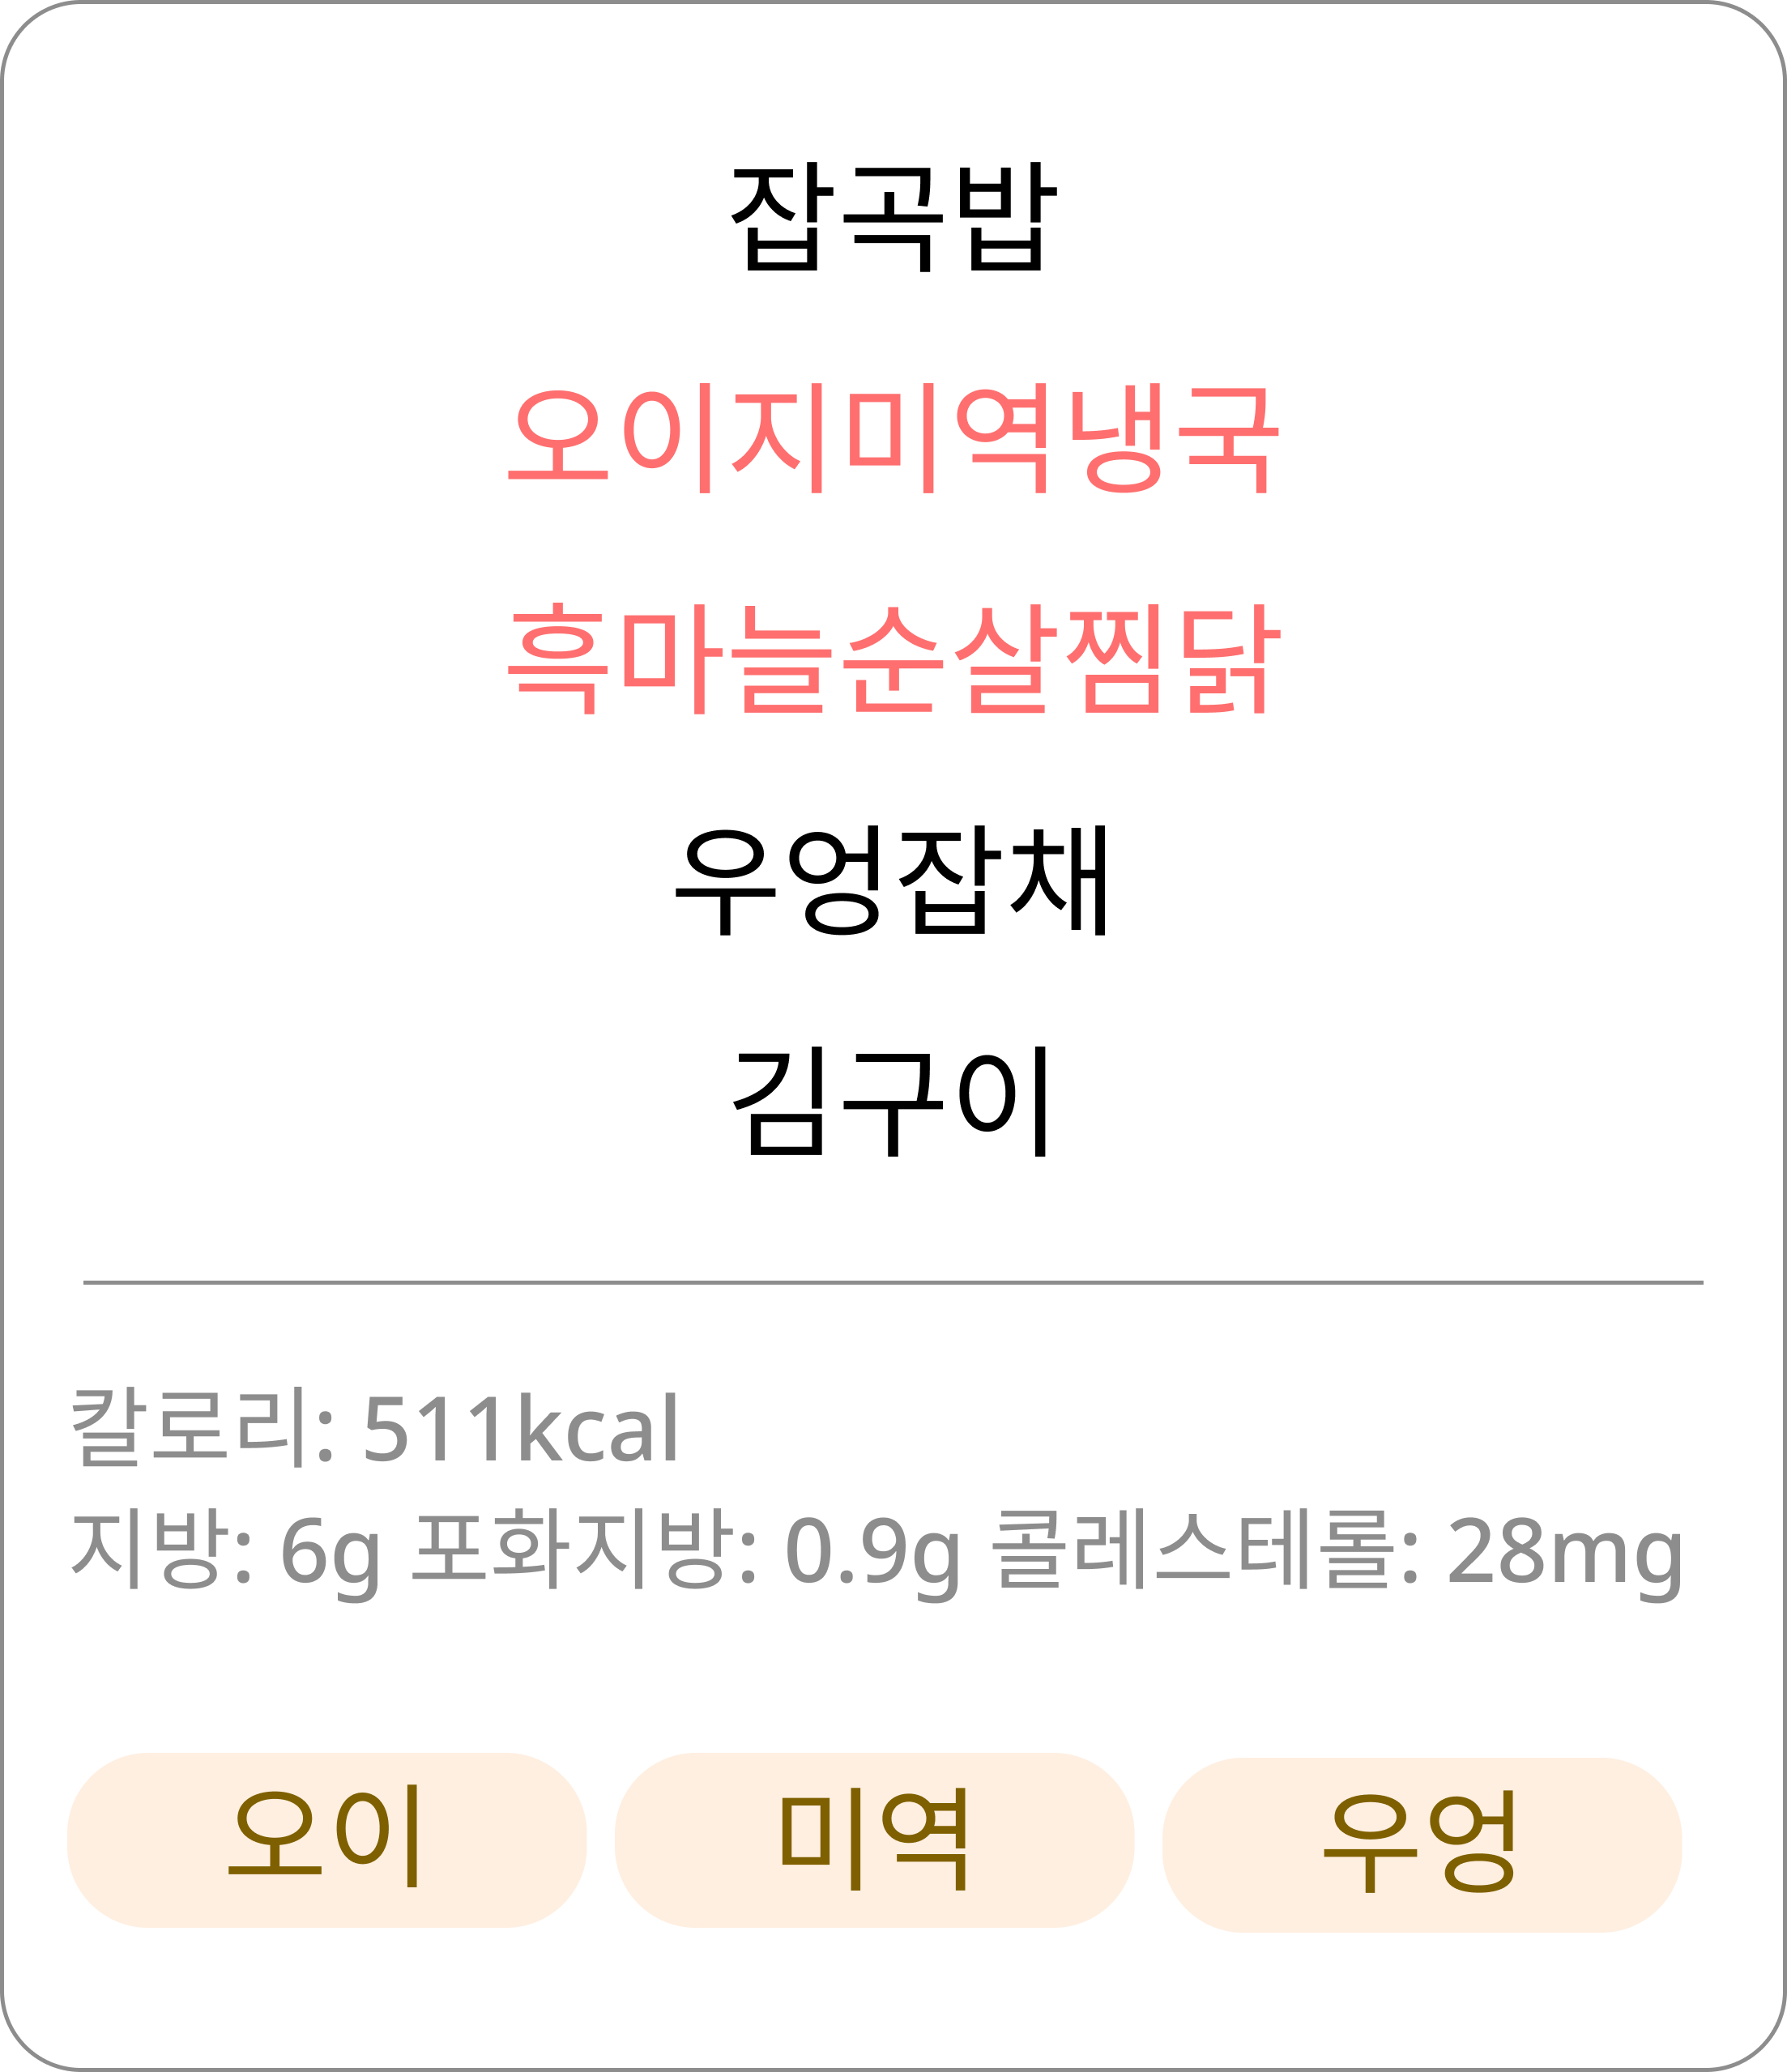 잡곡밥
오이지미역냉국
흑마늘순살찜닭
우엉잡채
김구이
칼로리: 511kcal
지방: 6g 포화지방: 0.9g 콜레스테롤: 28mg
오이
미역
우엉